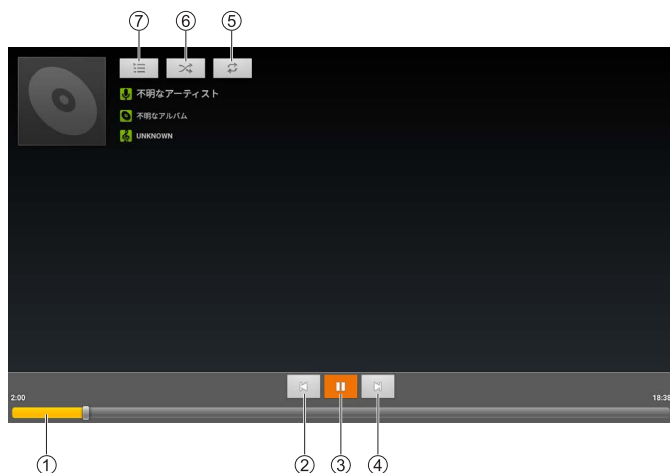 ⑦ ⑥ ⑤
不明なアーティスト
不明なアルバム
UNKNOWN
2:00 18:38
① ② ③ ④